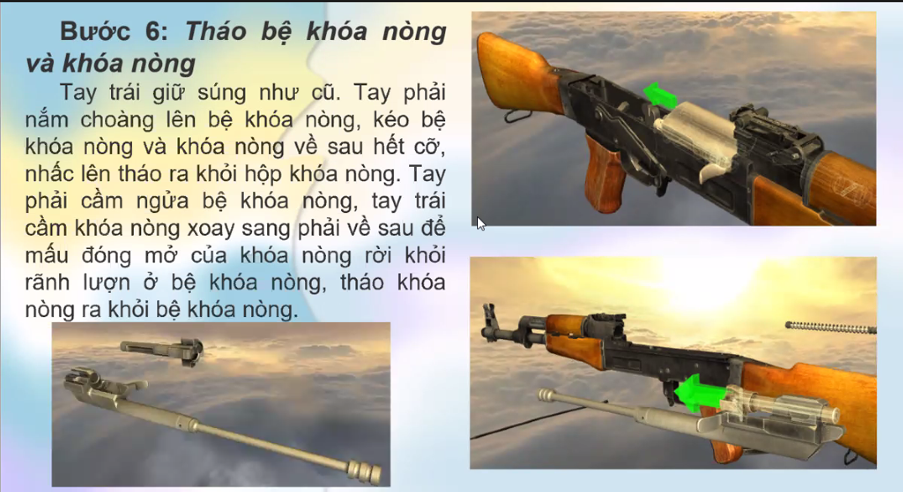 Bước 6: Tháo bệ khóa nòng
và khóa nòng
Tay trái giữ súng như cũ. Tay phải
nắm choàng lên bệ khóa nòng, kéo bệ
khóa nòng và khóa nòng về sau hết cỡ,
nhấc lên tháo ra khỏi hộp khóa nòng. Tay
phải cầm ngửa bệ khóa nòng, tay trái
cầm khóa nòng xoay sang phải về sau để
mấu đóng mở của khóa nòng rời khỏi
rãnh lượn ở bệ khóa nòng, tháo khóa
nòng ra khỏi bệ khóa nòng.